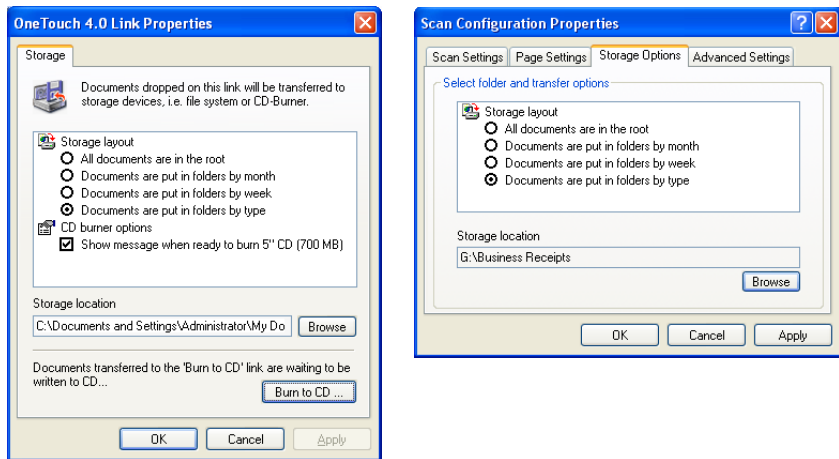 OneTouch 4.0 Link Properties
Storage
Documents dropped on this link will be transferred to
storage devices, i.e. file system or CD-Burner.
Storage layout
All documents are in the root
Documents are put in folders by month
Documents are put in folders by week
Documents are put in folders by type
CD burner options
Show message when ready to burn 5" CD (700 MB)
Storage location
C:\Documents and Settings\Administrator\My Do
Browse
Documents transferred to the 'Burn to CD' link are waiting to be
written to CD...
Burn to CD ...
OK Cancel Apply
Scan Configuration Properties
Scan Settings Page Settings Storage Options Advanced Settings
Select folder and transfer options
Storage layout
All documents are in the root
Documents are put in folders by month
Documents are put in folders by week
Documents are put in folders by type
Storage location
G:\Business Receipts
Browse
OK Cancel Apply